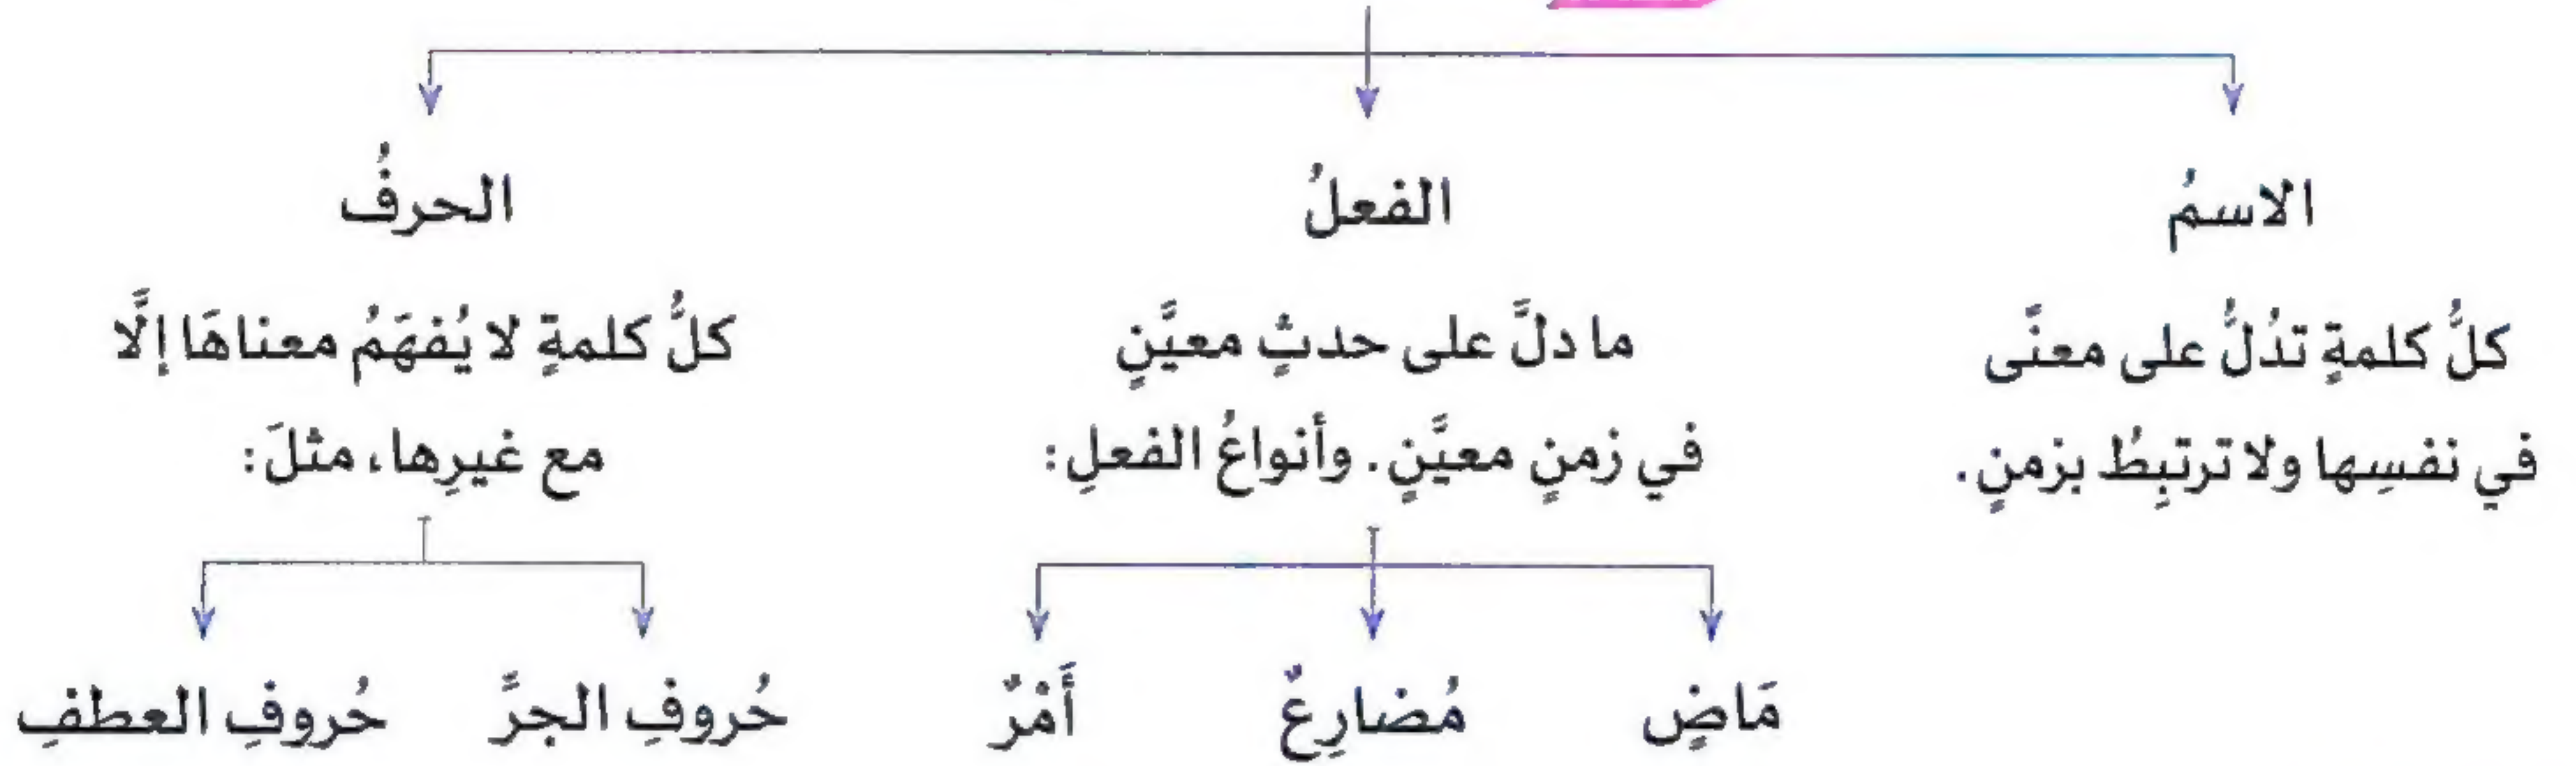 الاسمُ
كلُّ كلمةٍ تدُلُّ على معنًى
في نفسِها ولا ترتبِطُ بزمنٍ.
الفعلُ
ما دلَّ على حدثٍ معيَّنٍ
في زمنٍ معيَّنٍ. وأنواعُ الفعلِ:
مَاضٍ
مُضارِعٌ
أَمْرٌ
الحرفُ
كلُّ كلمةٍ لا يُفهَمُ معناهَا إلَّا
مع غيرِها، مثلَ:
حُروفِ الجرِّ
حُروفِ العطفِ